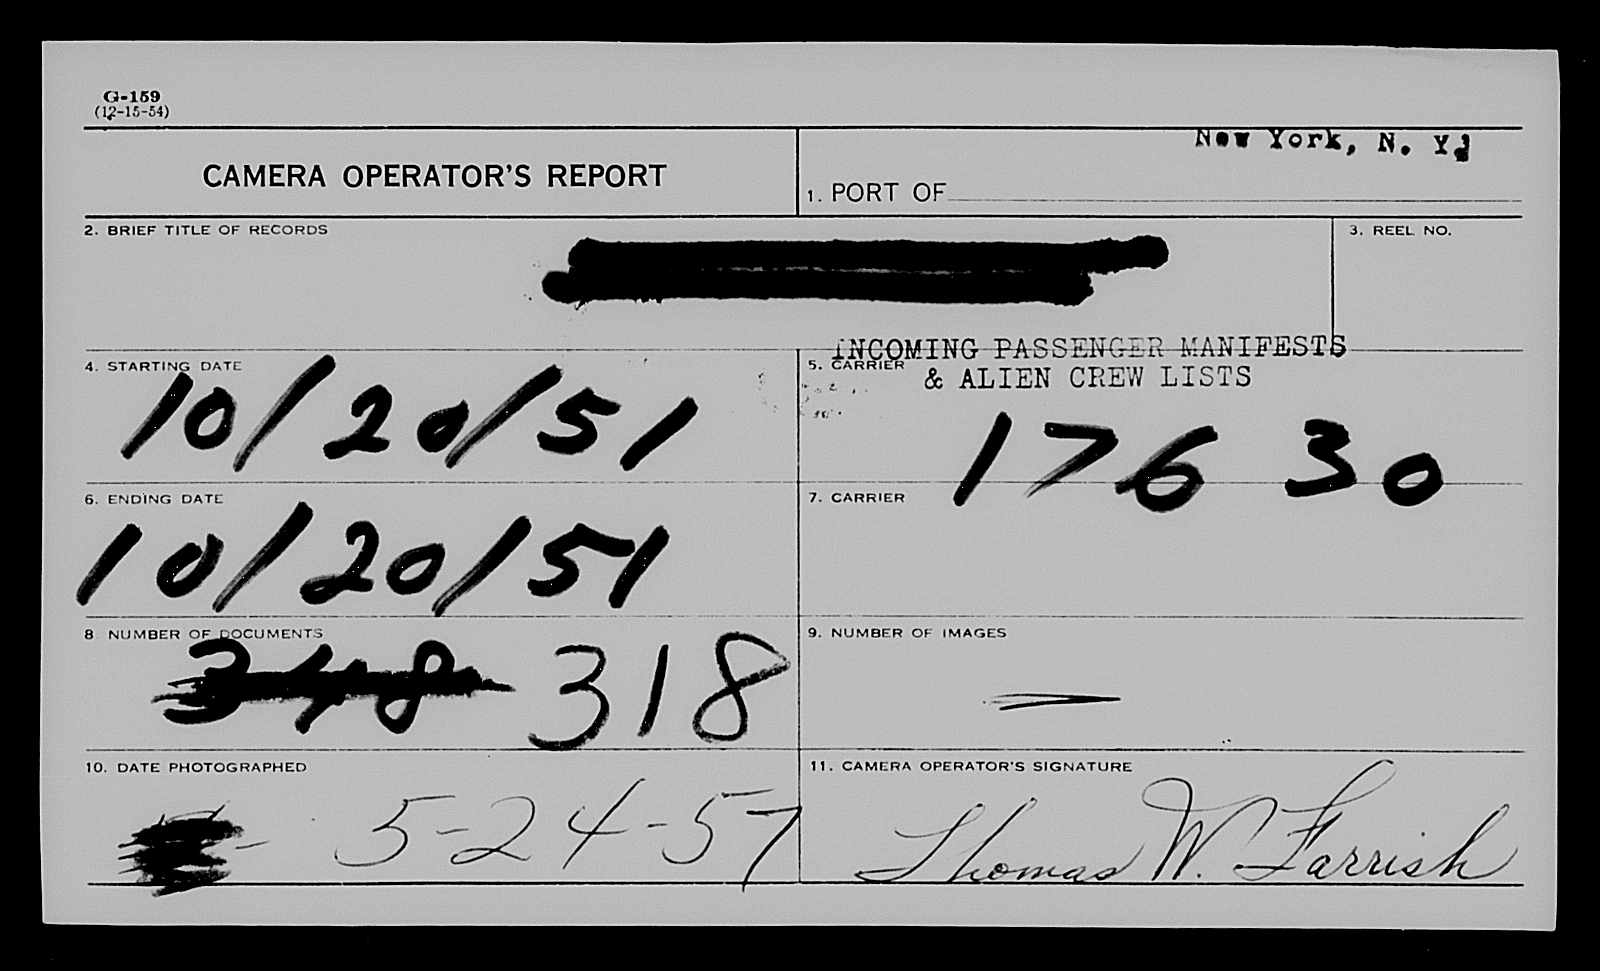 G-159
(12-15-54)
CAMERA OPERATOR'S REPORT
New York, N. Y.
1. PORT OF
2. BRIEF TITLE OF RECORDS
3. REEL NO.
INCOMING PASSENGER MANIFESTS
& ALIEN CREW LISTS
4. STARTING DATE
10/20/51
5. CARRIER
17630
6. ENDING DATE
10/20/51
7. CARRIER
8 NUMBER OF DOCUMENTS
348 318
9. NUMBER OF IMAGES
—
10. DATE PHOTOGRAPHED
5-24-57
11. CAMERA OPERATOR'S SIGNATURE
Thomas W. Farrish